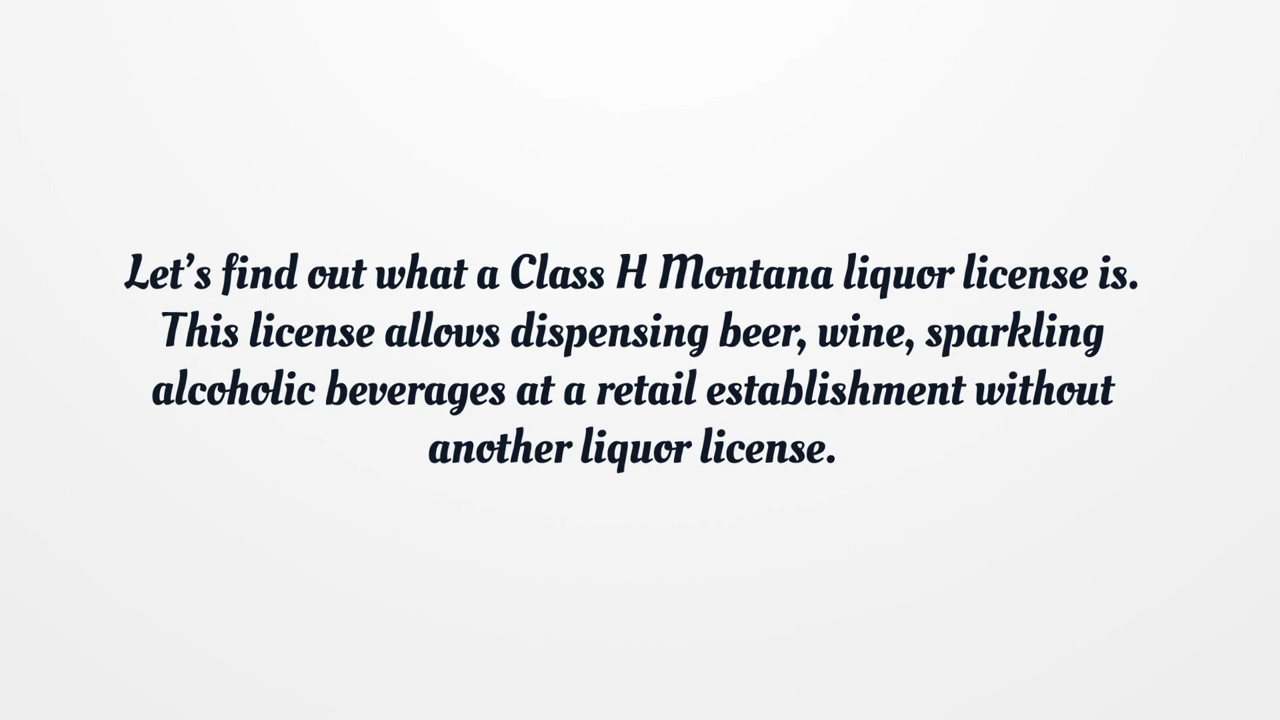 Let’s find out what a Class H Montana liquor license is.
This license allows dispensing beer, wine, sparkling
alcoholic beverages at a retail establishment without
another liquor license.